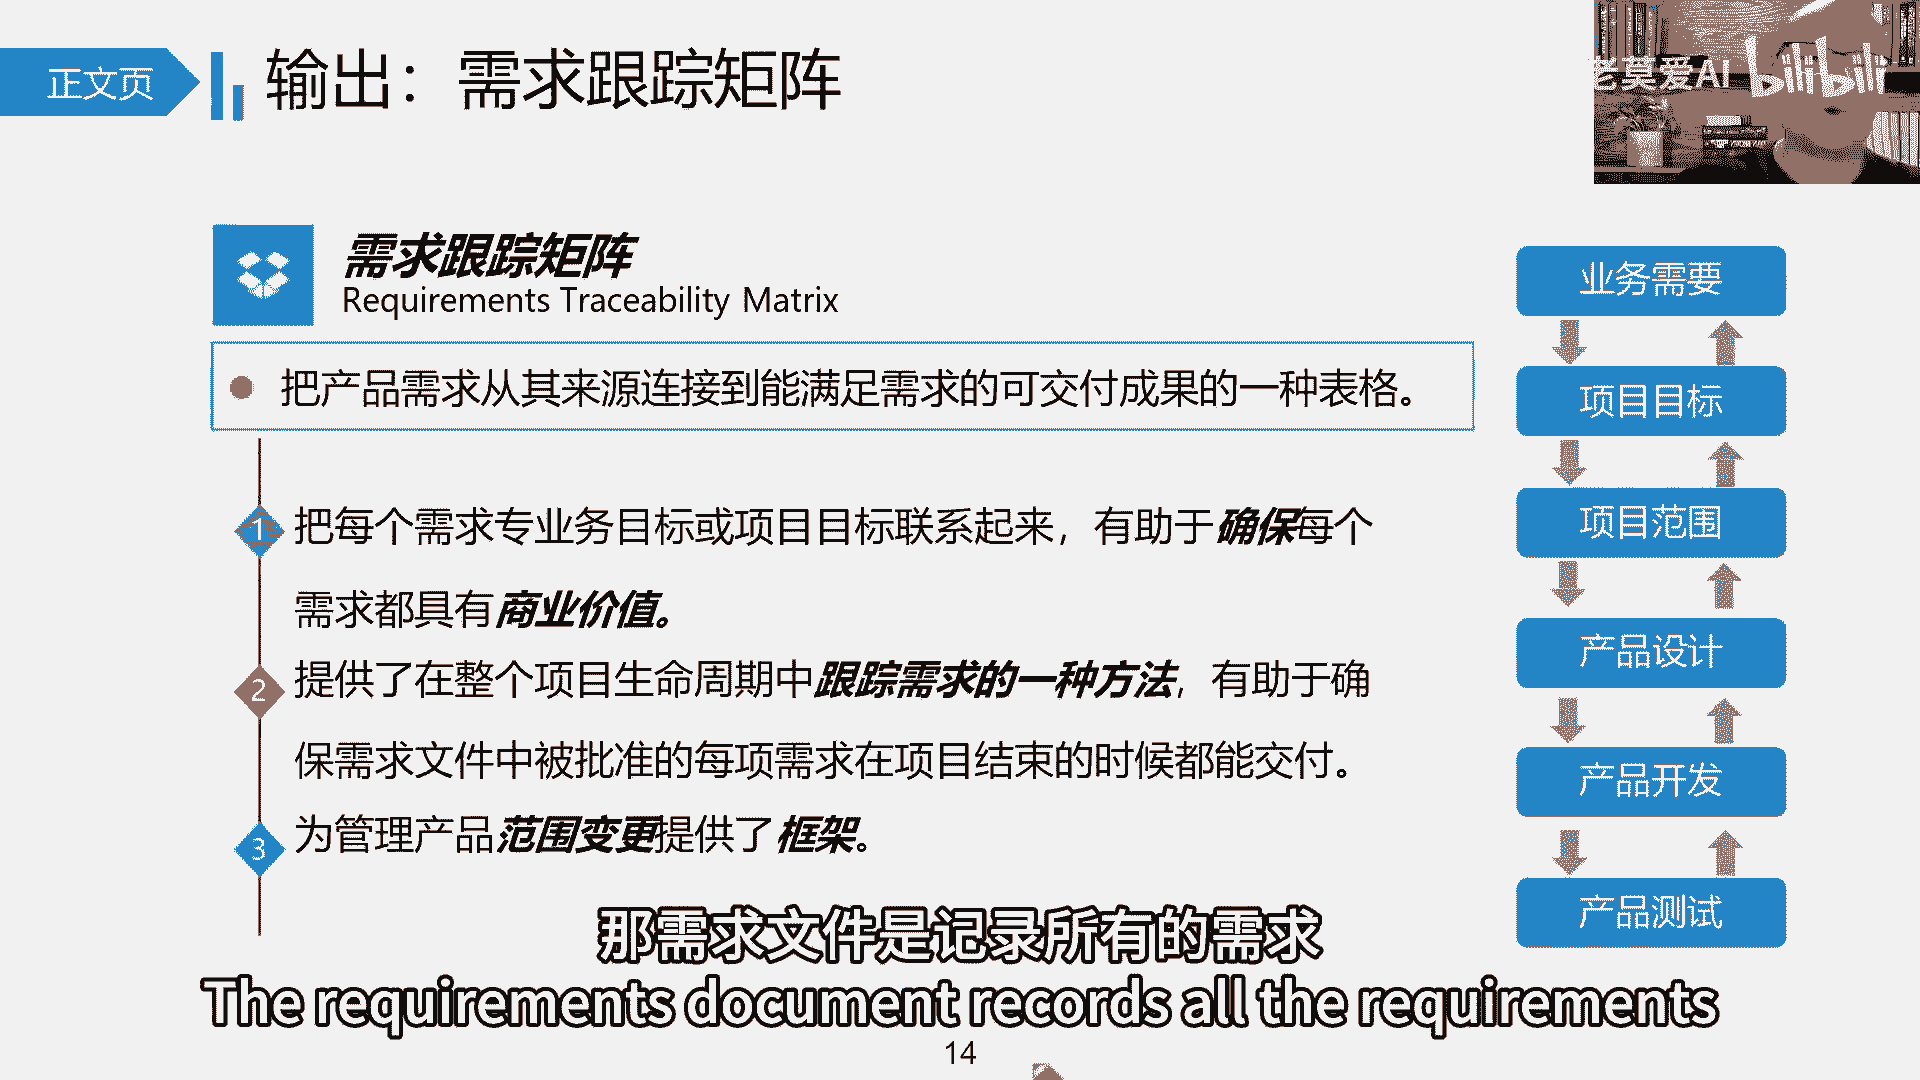 正文页
输出：需求跟踪矩阵
老莫爱AI bilibili
需求跟踪矩阵
Requirements Traceability Matrix
把产品需求从其来源连接到能满足需求的可交付成果的一种表格。
1 把每个需求专业务目标或项目目标联系起来，有助于确保每个
需求都具有商业价值。
2 提供了在整个项目生命周期中跟踪需求的一种方法，有助于确
保需求文件中被批准的每项需求在项目结束的时候都能交付。
3 为管理产品范围变更提供了框架。
业务需要
项目目标
项目范围
产品设计
产品开发
产品测试
那需求文件是记录所有的需求
The requirements document records all the requirements
14